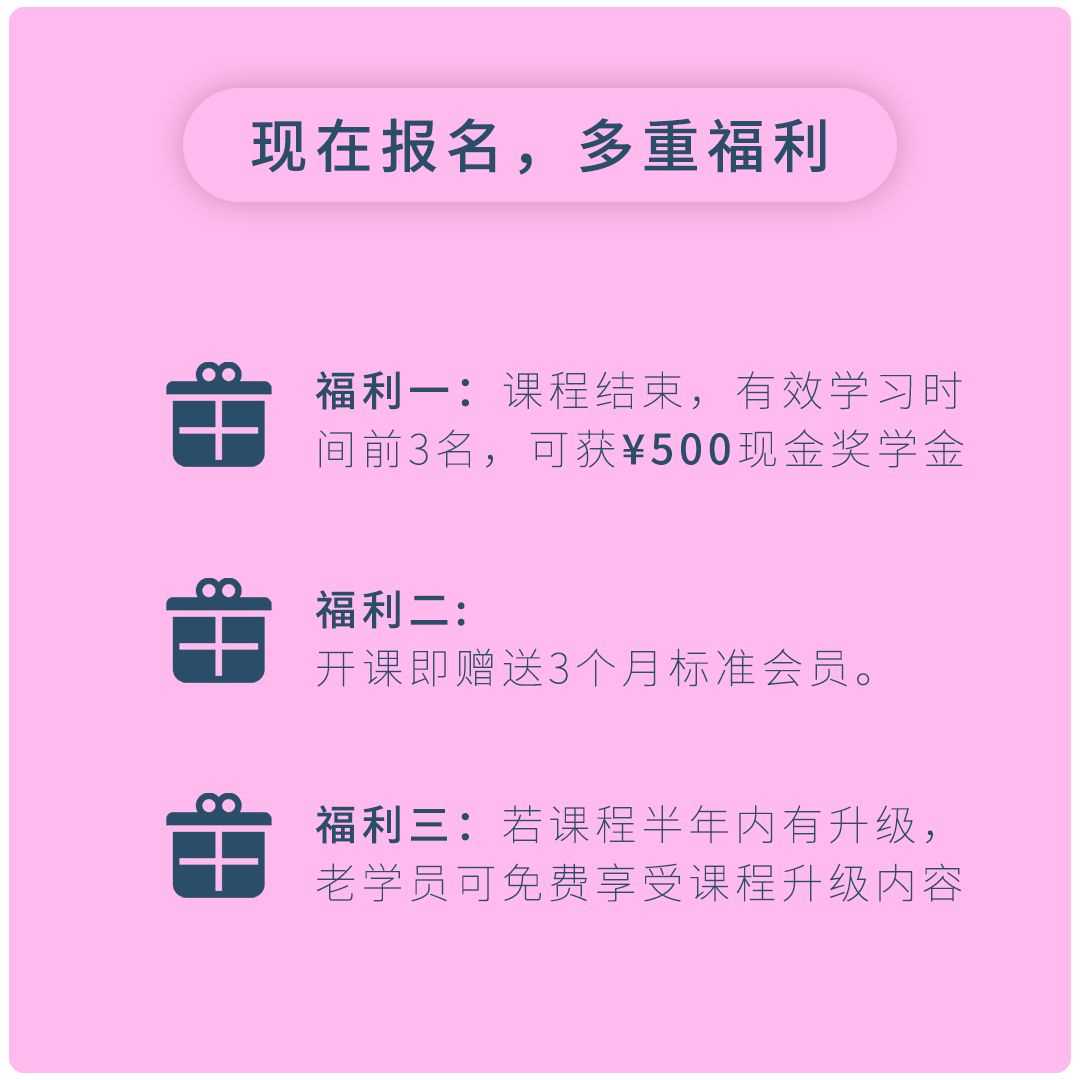 现在报名，多重福利
福利一：课程结束，有效学习时
间前3名，可获¥500现金奖学金
福利二:
开课即赠送3个月标准会员。
福利三：若课程半年内有升级，
老学员可免费享受课程升级内容